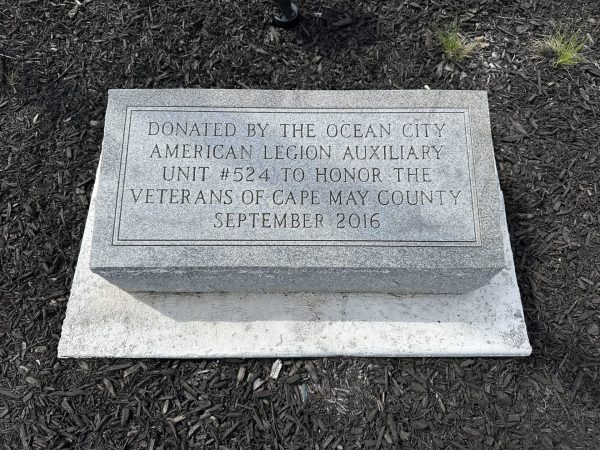 DONATED BY THE OCEAN CITY
AMERICAN LEGION AUXILIARY
UNIT #524 TO HONOR THE
VETERANS OF CAPE MAY COUNTY.
SEPTEMBER 2016